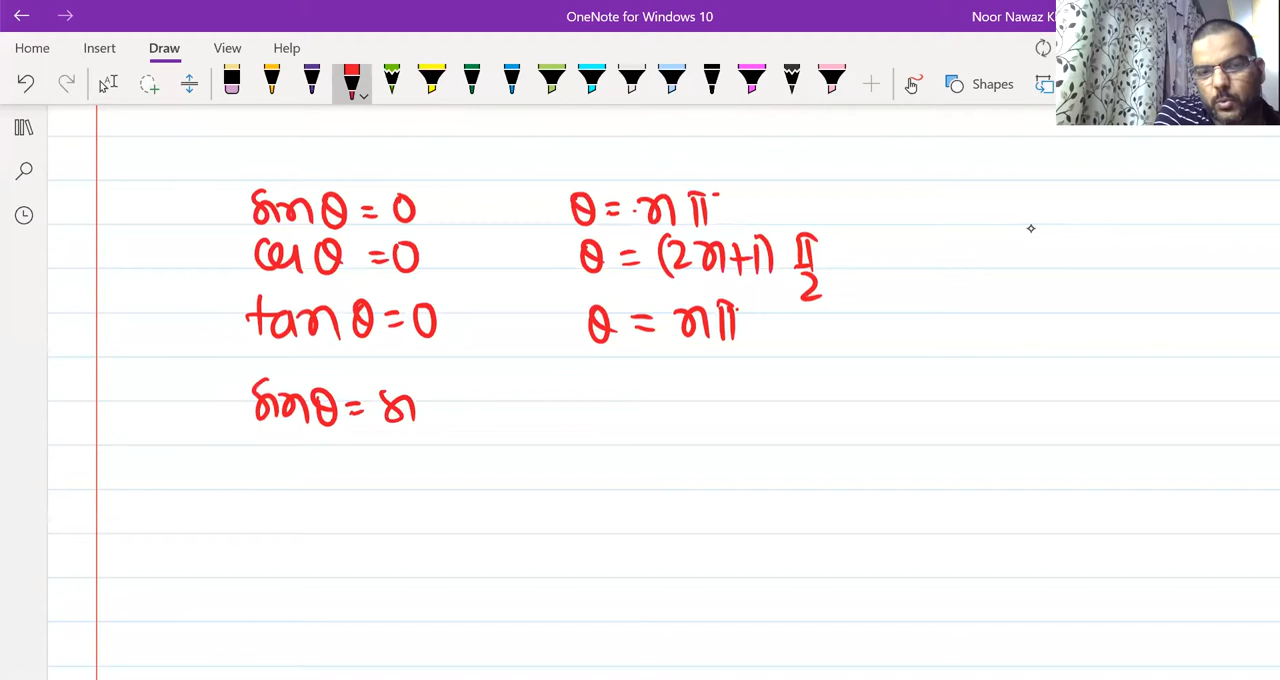 OneNote for Windows 10
Noor Nawaz K
Home Insert Draw View Help
Shapes
sinθ = 0 θ = nπ
cosθ = 0 θ = (2n+1) π/2
tanθ = 0 θ = nπ
sinθ =